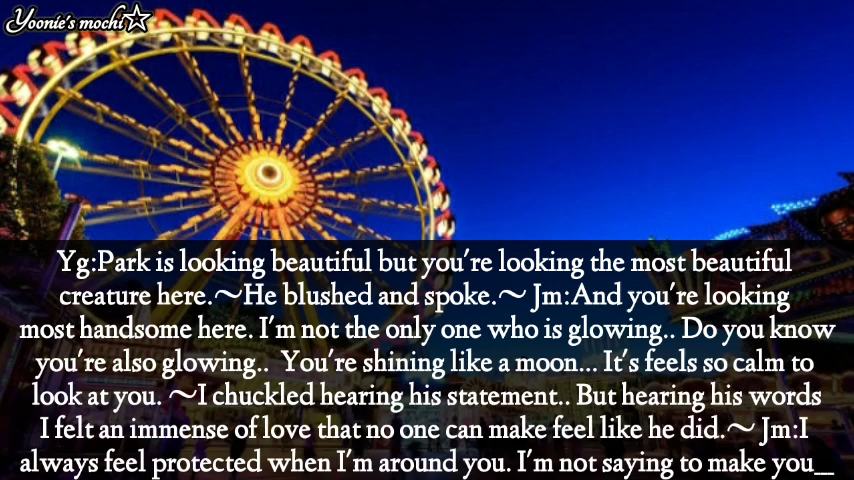 Yoonie's mochi☆
Yg:Park is looking beautiful but you're looking the most beautiful
creature here.～He blushed and spoke.～ Jm:And you're looking
most handsome here. I'm not the only one who is glowing.. Do you know
you're also glowing..  You're shining like a moon... It's feels so calm to
look at you. ～I chuckled hearing his statement.. But hearing his words
I felt an immense of love that no one can make feel like he did.～ Jm:I
always feel protected when I'm around you. I'm not saying to make you__